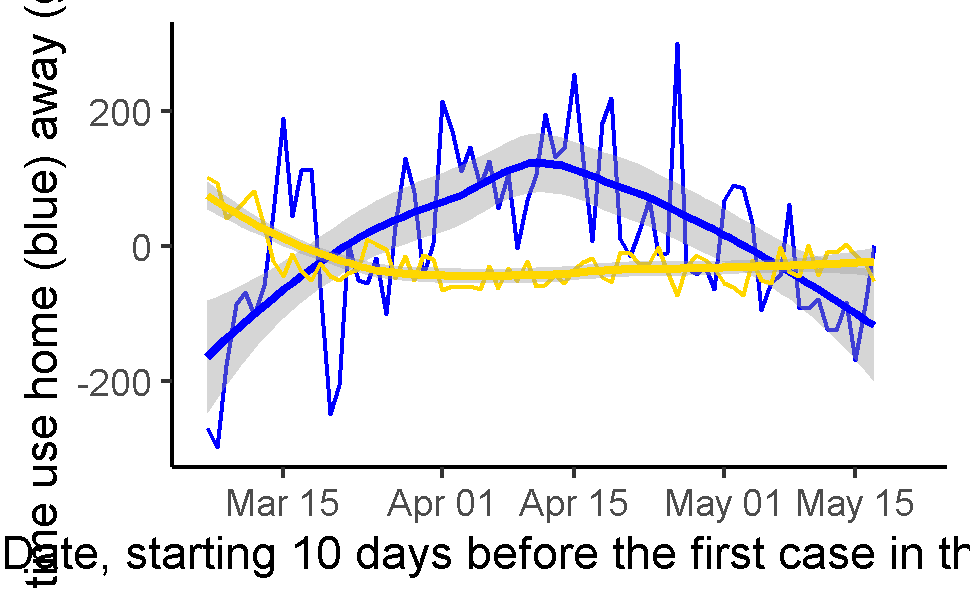 time use home (blue) away (
200
0
-200
Mar 15 Apr 01 Apr 15 May 01 May 15
Date, starting 10 days before the first case in th